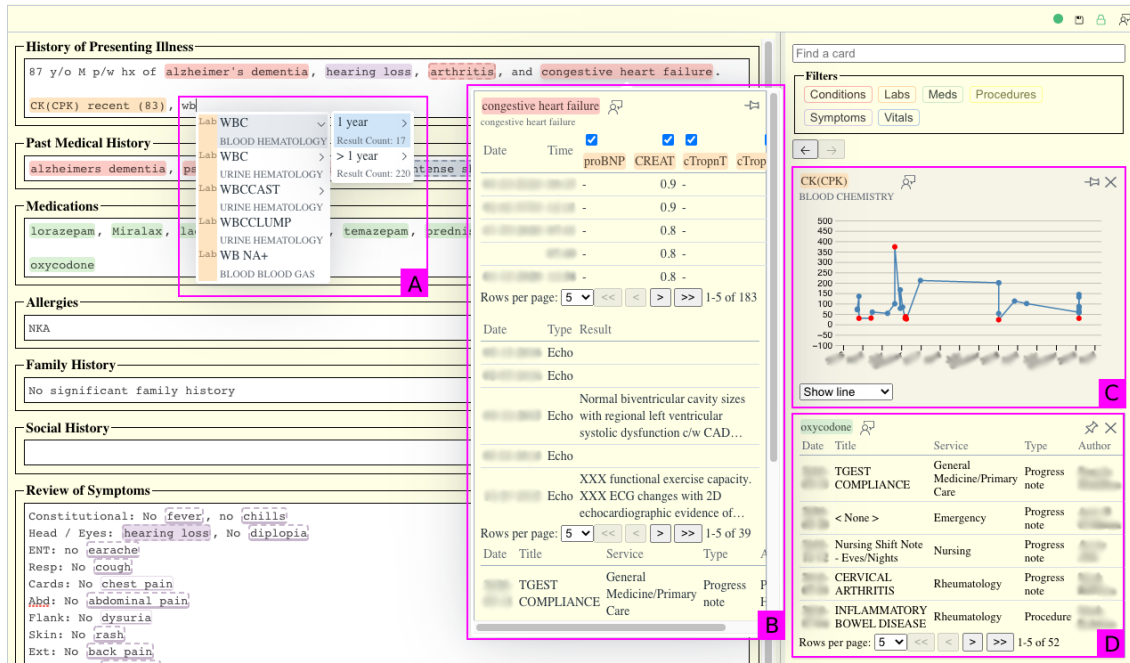 History of Presenting Illness
87 y/o M p/w hx of alzheimer's dementia, hearing loss, arthritis, and congestive heart failure.
CK(CPK) recent (83), wb
Lab WBC
BLOOD HEMATOLOGY
Lab WBC
URINE HEMATOLOGY
Lab WBCCAST
URINE HEMATOLOGY
Lab WBCCLUMP
URINE HEMATOLOGY
Lab WB NA+
BLOOD BLOOD GAS
1 year
Result Count: 17
> 1 year
Result Count: 220
A
Past Medical History
alzheimers dementia, ps
Medications
lorazepam, Miralax, la temazepam, prednis
oxycodone
Allergies
NKA
Family History
No significant family history
Social History
Review of Symptoms
Constitutional: No fever, no chills
Head / Eyes: hearing loss, No diplopia
ENT: no earache
Resp: No cough
Cards: No chest pain
Abd: No abdominal pain
Flank: No dysuria
Skin: No rash
Ext: No back pain
congestive heart failure
congestive heart failure
Date Time proBNP CREAT cTropnT cTrop
- 0.9 -
- 0.9 -
- 0.8 -
- 0.8 -
- 0.8 -
Rows per page: 5 << < > >> 1-5 of 183
Date Type Result
Echo
Echo
Echo Normal biventricular cavity sizes
with regional left ventricular
systolic dysfunction c/w CAD…
Echo
Echo XXX functional exercise capacity.
XXX ECG changes with 2D
echocardiographic evidence of…
Rows per page: 5 << < > >> 1-5 of 39
Date Title Service Type A
TGEST COMPLIANCE General Medicine/Primary Care Progress note
B
Find a card
Filters
Conditions Labs Meds Procedures
Symptoms Vitals
← →
CK(CPK)
BLOOD CHEMISTRY
500
450
400
350
300
250
200
150
100
50
0
−50
−100
Show line
C
oxycodone
Date Title Service Type Author
TGEST COMPLIANCE General Medicine/Primary Care Progress note
< None > Emergency Progress note
Nursing Shift Note - Eves/Nights Nursing Progress note
CERVICAL ARTHRITIS Rheumatology Progress note
INFLAMMATORY BOWEL DISEASE Rheumatology Procedure
Rows per page: 5 << < > >> 1-5 of 52
D